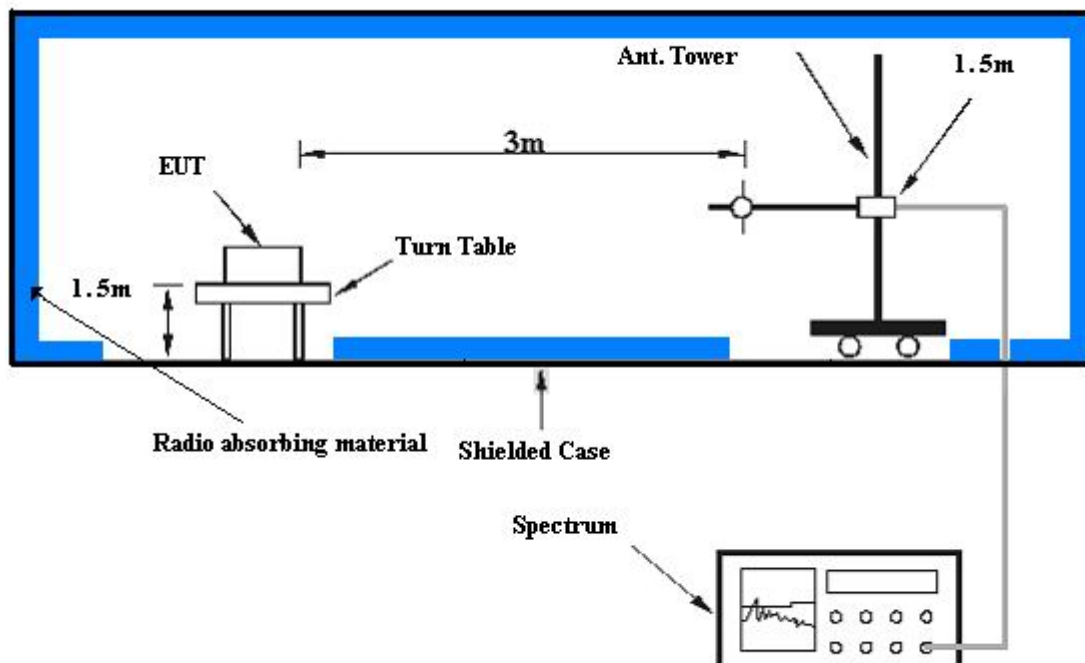 Ant. Tower
1.5m
3m
EUT
Turn Table
1.5m
Radio absorbing material
Shielded Case
Spectrum